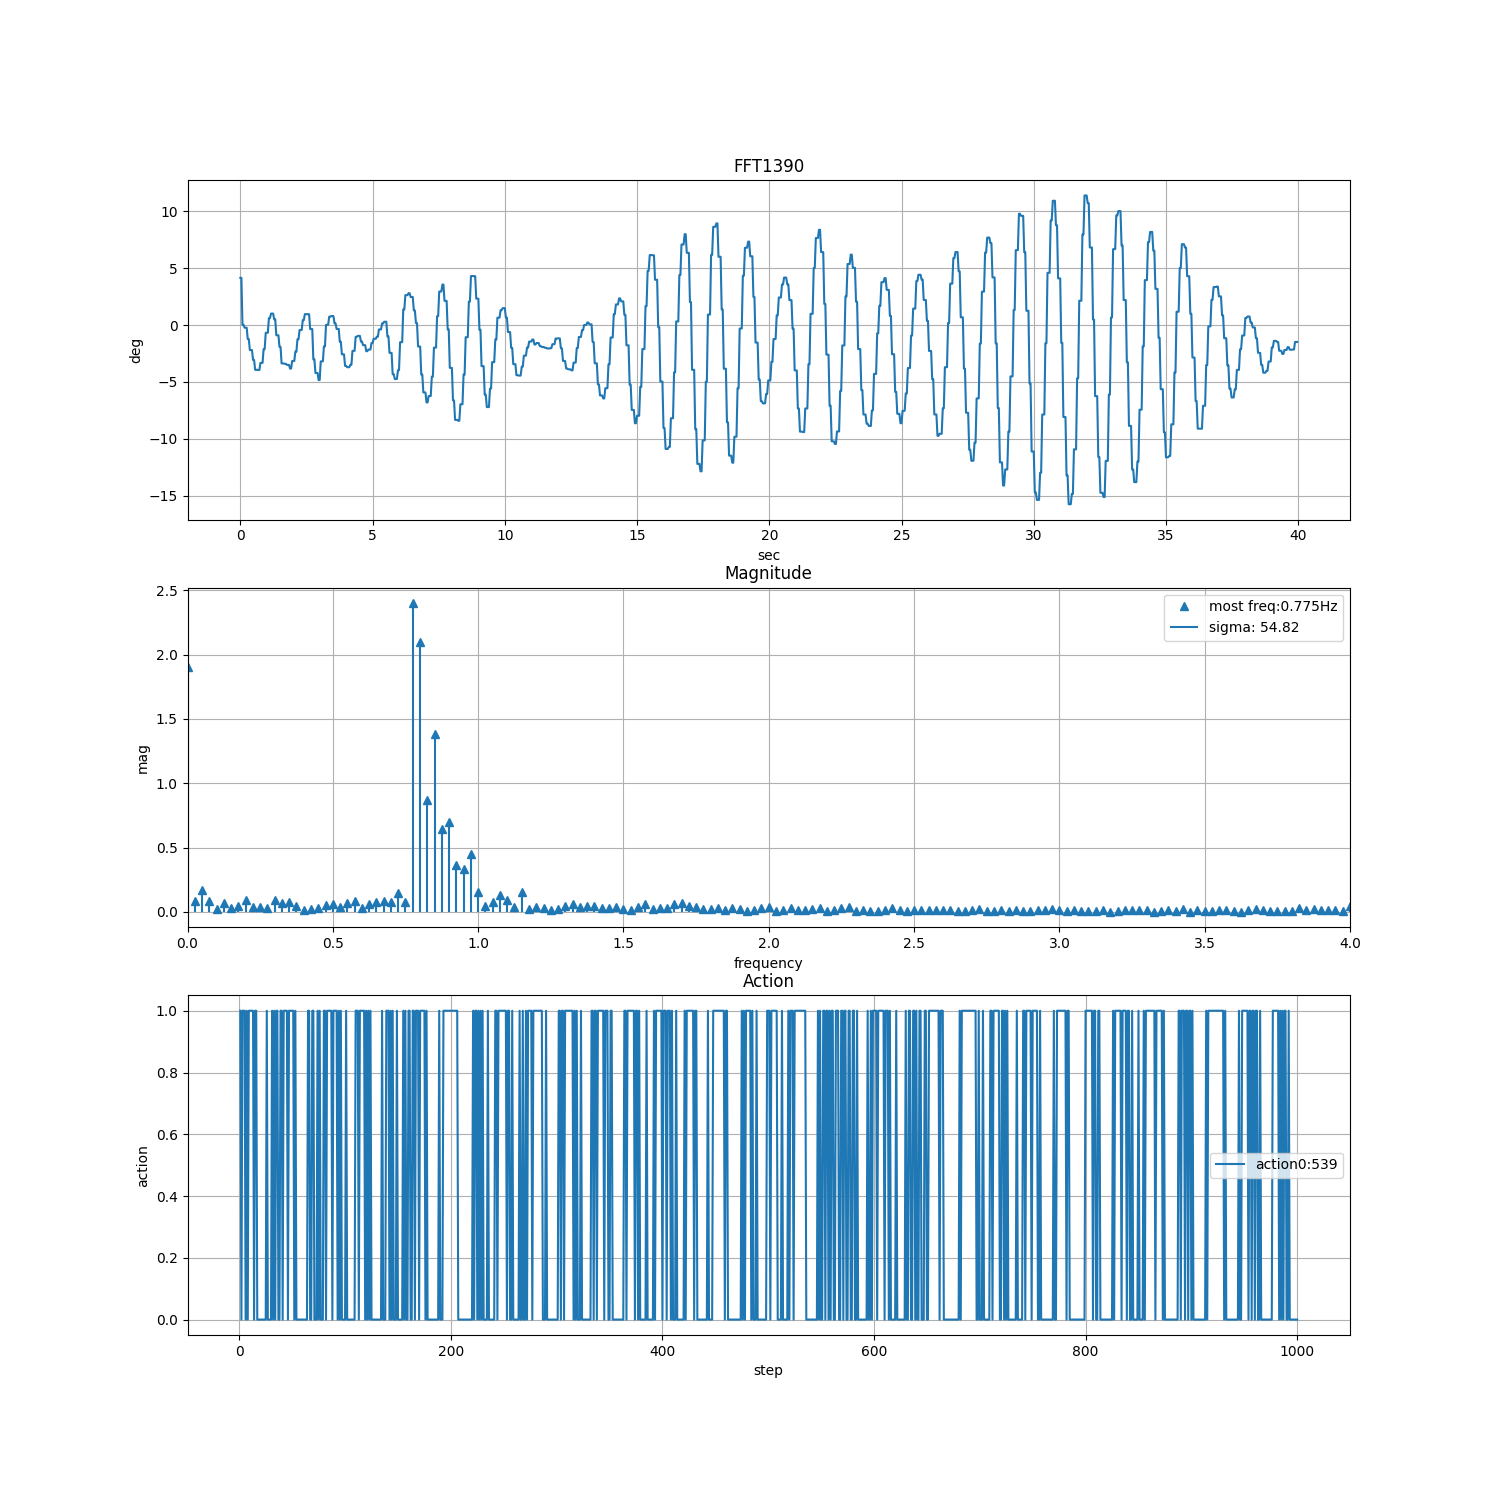 FFT1390
10
5
0
−5
−10
−15
deg
0 5 10 15 20 25 30 35 40
sec
Magnitude
2.5
2.0
1.5
1.0
0.5
0.0
mag
most freq:0.775Hz
sigma: 54.82
0.0 0.5 1.0 1.5 2.0 2.5 3.0 3.5 4.0
frequency
Action
1.0
0.8
0.6
0.4
0.2
0.0
action
action0:539
0 200 400 600 800 1000
step